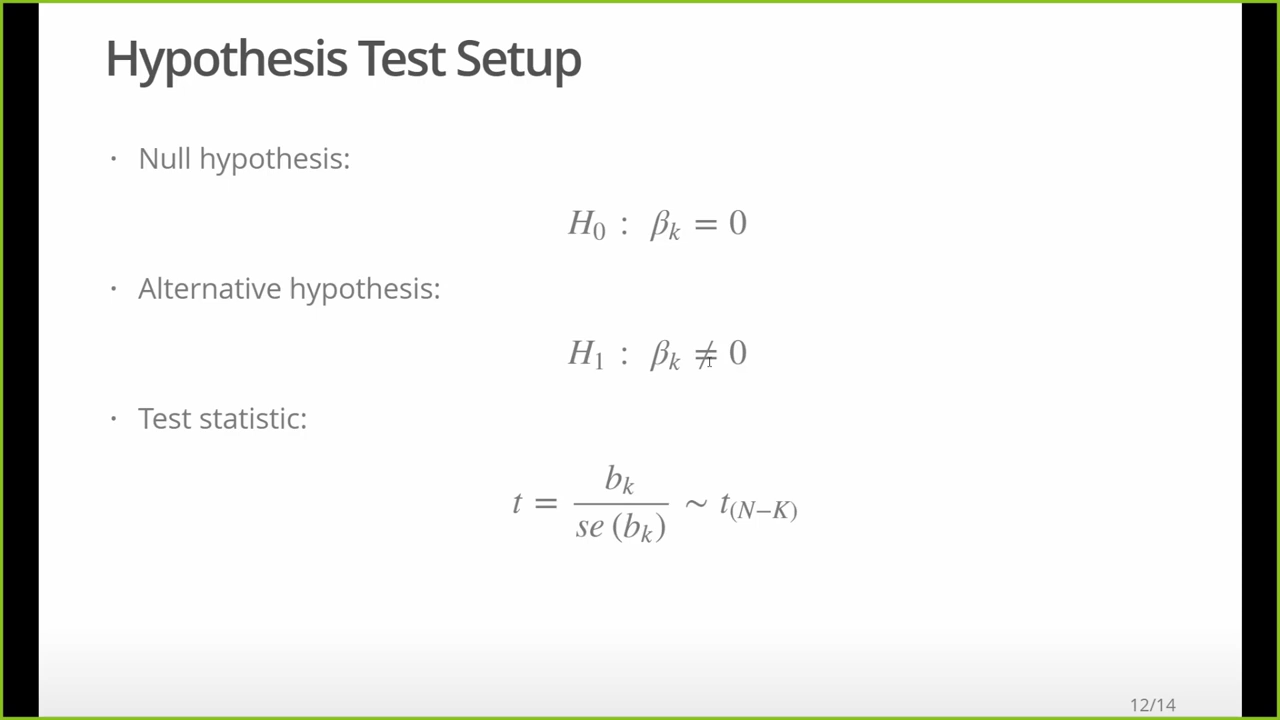 Hypothesis Test Setup
· Null hypothesis:
H₀ : βₖ = 0
· Alternative hypothesis:
H₁ : βₖ ≠ 0
· Test statistic:
t = bₖ / se (bₖ) ∼ t₍N−K₎
12/14